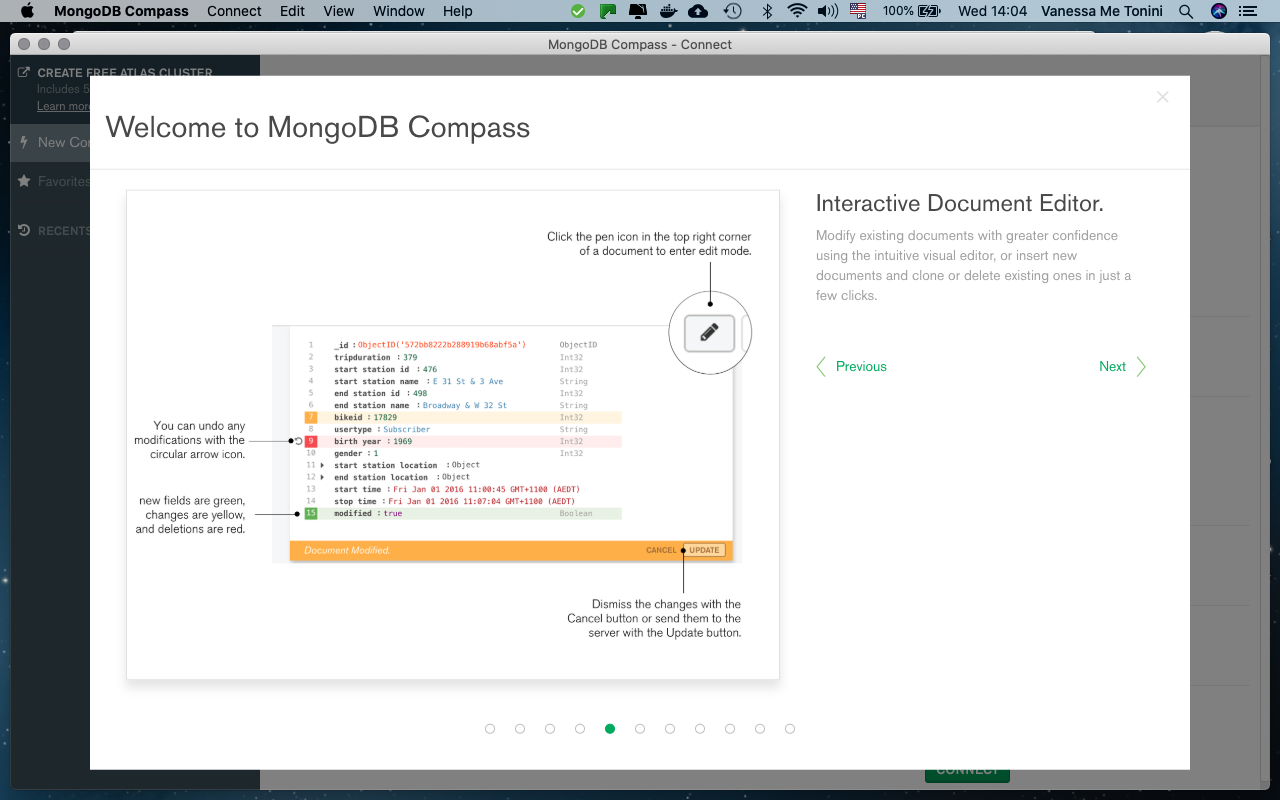 MongoDB Compass Connect Edit View Window Help 100% Wed 14:04 Vanessa Me Tonini
MongoDB Compass - Connect
CREATE FREE ATLAS CLUSTER
Includes 5
Learn more
New Con
Favorites
RECENTS
Welcome to MongoDB Compass
Click the pen icon in the top right corner
of a document to enter edit mode.
1 _id : ObjectID('572bb8222b288919b68abf5a') ObjectID
2 tripduration : 379 Int32
3 start station id : 476 Int32
4 start station name : E 31 St & 3 Ave String
5 end station id : 498 Int32
6 end station name : Broadway & W 32 St String
7 bikeid : 17829 Int32
8 usertype : Subscriber String
9 birth year : 1969 Int32
10 gender : 1 Int32
11 start station location : Object
12 end station location : Object
13 start time : Fri Jan 01 2016 11:00:45 GMT+1100 (AEDT)
14 stop time : Fri Jan 01 2016 11:07:04 GMT+1100 (AEDT)
15 modified : true Boolean
Document Modified. CANCEL UPDATE
You can undo any
modifications with the
circular arrow icon.
new fields are green,
changes are yellow,
and deletions are red.
Dismiss the changes with the
Cancel button or send them to the
server with the Update button.
Interactive Document Editor.
Modify existing documents with greater confidence
using the intuitive visual editor, or insert new
documents and clone or delete existing ones in just a
few clicks.
Previous Next
CONNECT